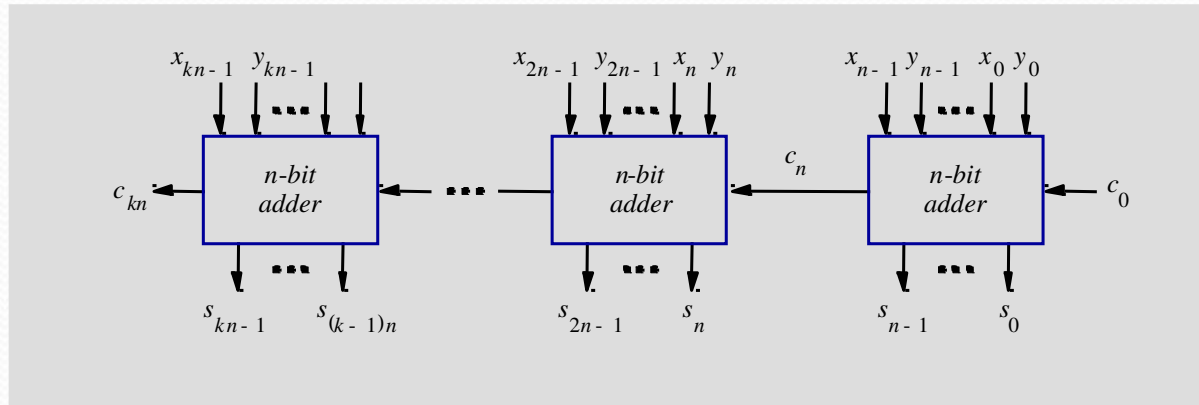 x_{kn-1} y_{kn-1} x_{2n-1} y_{2n-1} x_n y_n x_{n-1} y_{n-1} x_0 y_0
c_n
n-bit adder n-bit adder n-bit adder
c_{kn} c_0
s_{kn-1} s_{(k-1)n} s_{2n-1} s_n s_{n-1} s_0